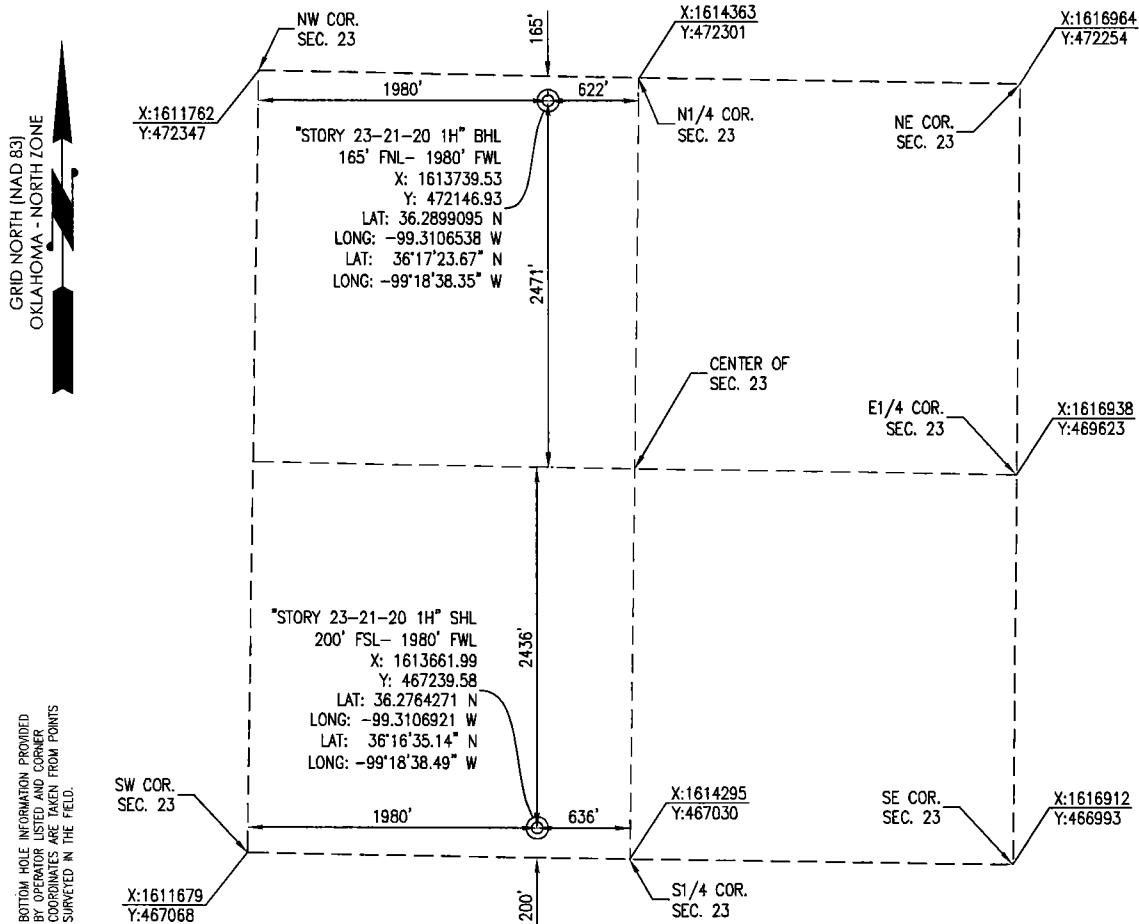 GRID NORTH (NAD 83)
OKLAHOMA - NORTH ZONE
NW COR.
SEC. 23
X:1611762
Y:472347
165'
X:1614363
Y:472301
N1/4 COR.
SEC. 23
X:1616964
Y:472254
NE COR.
SEC. 23
1980'
622'
"STORY 23-21-20 1H" BHL
165' FNL- 1980' FWL
X: 1613739.53
Y: 472146.93
LAT: 36.2899095 N
LONG: -99.3106538 W
LAT: 36°17'23.67" N
LONG: -99°18'38.35" W
2471'
CENTER OF
SEC. 23
E1/4 COR.
SEC. 23
X:1616938
Y:469623
2436'
"STORY 23-21-20 1H" SHL
200' FSL- 1980' FWL
X: 1613661.99
Y: 467239.58
LAT: 36.2764271 N
LONG: -99.3106921 W
LAT: 36°16'35.14" N
LONG: -99°18'38.49" W
SW COR.
SEC. 23
X:1611679
Y:467068
1980'
636'
200'
X:1614295
Y:467030
S1/4 COR.
SEC. 23
SE COR.
SEC. 23
X:1616912
Y:466993
BOTTOM HOLE INFORMATION PROVIDED
BY OPERATOR LISTED AND CORNER
COORDINATES ARE TAKEN FROM POINTS
SURVEYED IN THE FIELD.